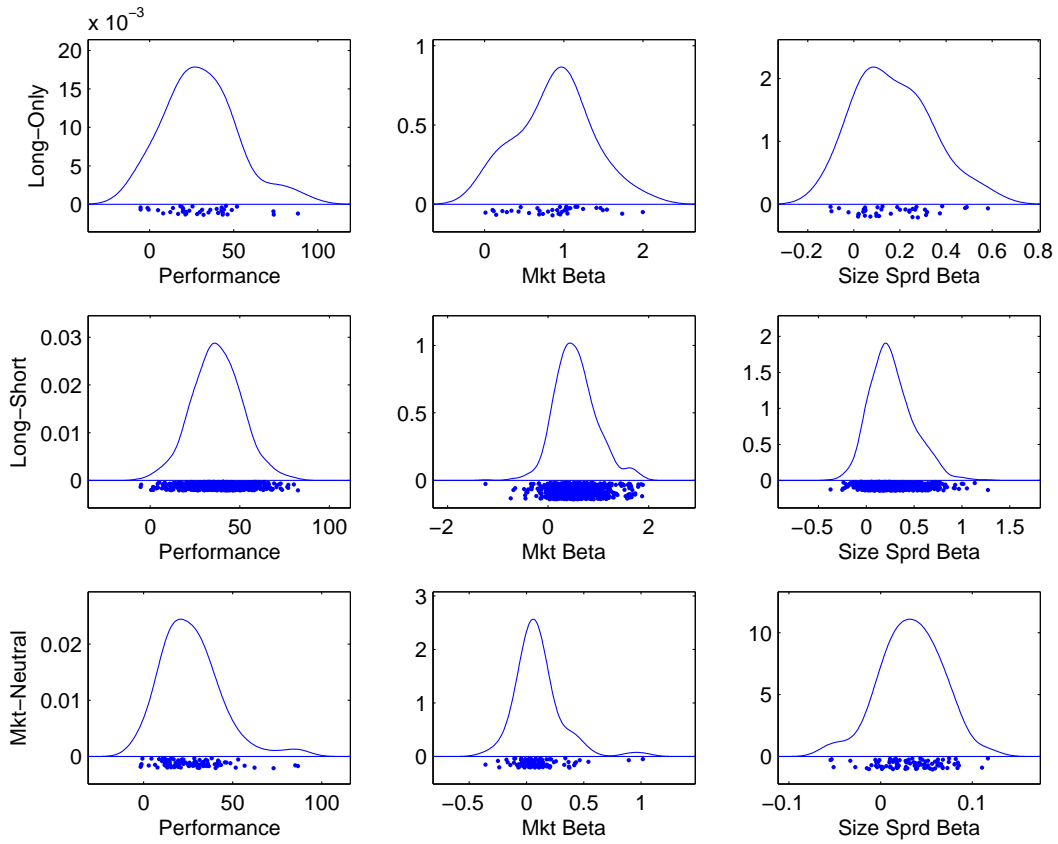 x 10⁻³
Long−Only
20
15
10
5
0
0 50 100
Performance
1
0.5
0
0 1 2
Mkt Beta
2
1
0
−0.2 0 0.2 0.4 0.6 0.8
Size Sprd Beta
Long−Short
0.03
0.02
0.01
0
0 50 100
Performance
1
0.5
0
−2 0 2
Mkt Beta
2
1.5
1
0.5
0
−0.5 0 0.5 1 1.5
Size Sprd Beta
Mkt−Neutral
0.02
0.01
0
0 50 100
Performance
3
2
1
0
−0.5 0 0.5 1
Mkt Beta
10
5
0
−0.1 0 0.1
Size Sprd Beta